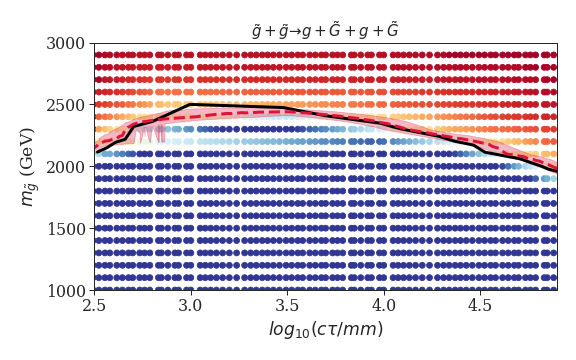 g̃ + g̃→g + G̃ + g + G̃
3000
2500
2000
1500
1000
m_g̃ (GeV)
2.5 3.0 3.5 4.0 4.5
log₁₀(cτ/mm)